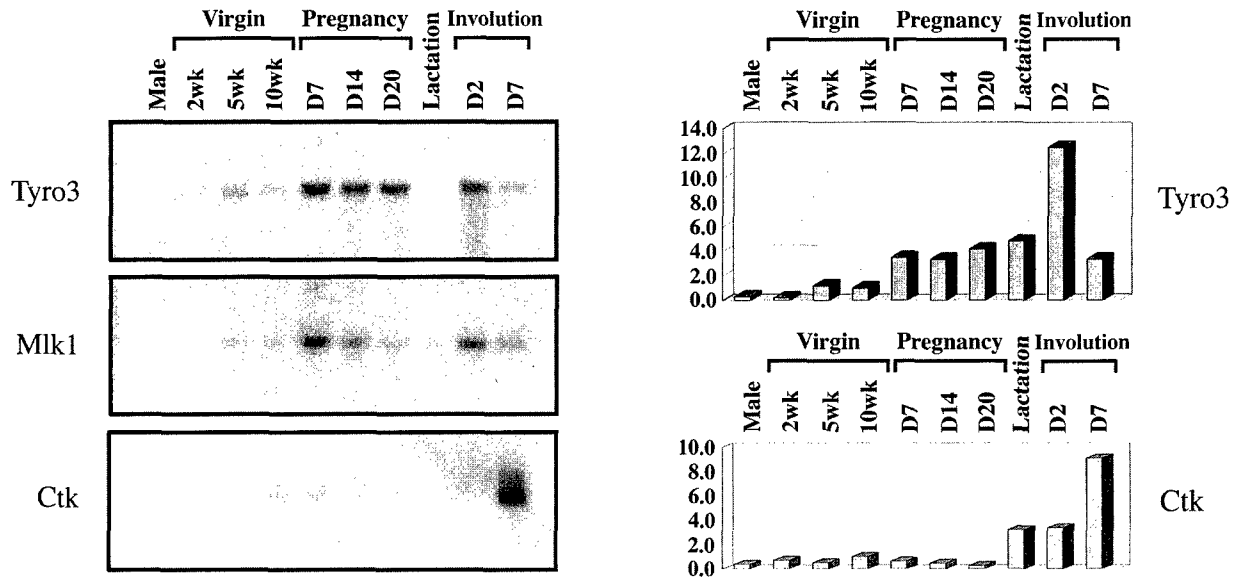 Virgin Pregnancy Involution
Male 2wk 5wk 10wk D7 D14 D20 Lactation D2 D7
Tyro3
Mlk1
Ctk
Virgin Pregnancy Involution
Male 2wk 5wk 10wk D7 D14 D20 Lactation D2 D7
14.0
12.0
10.0
8.0
6.0
4.0
2.0
0.0
Tyro3
Virgin Pregnancy Involution
Male 2wk 5wk 10wk D7 D14 D20 Lactation D2 D7
10.0
8.0
6.0
4.0
2.0
0.0
Ctk